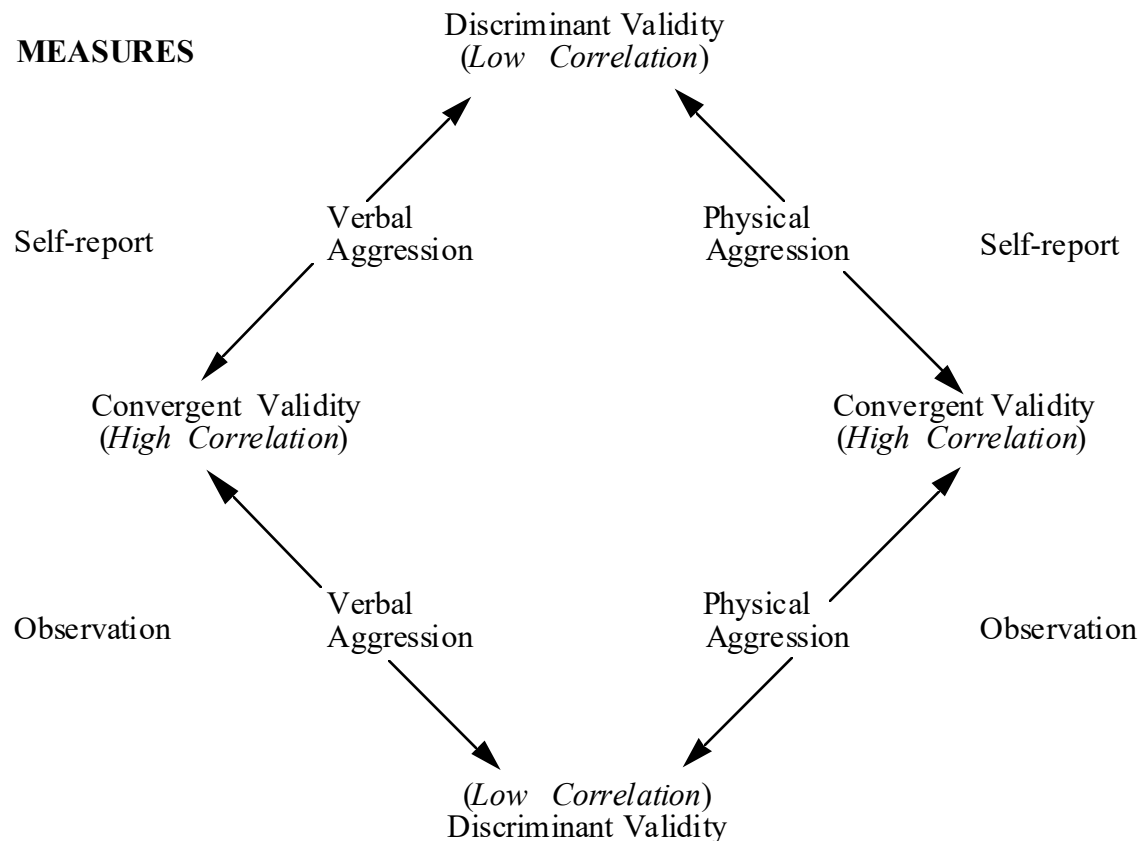 Discriminant Validity
MEASURES
(Low Correlation)
Verbal
Aggression
Physical
Aggression
Self-report
Self-report
Convergent Validity
(High Correlation)
Convergent Validity
(High Correlation)
Verbal
Aggression
Physical
Aggression
Observation
Observation
(Low Correlation)
Discriminant Validity